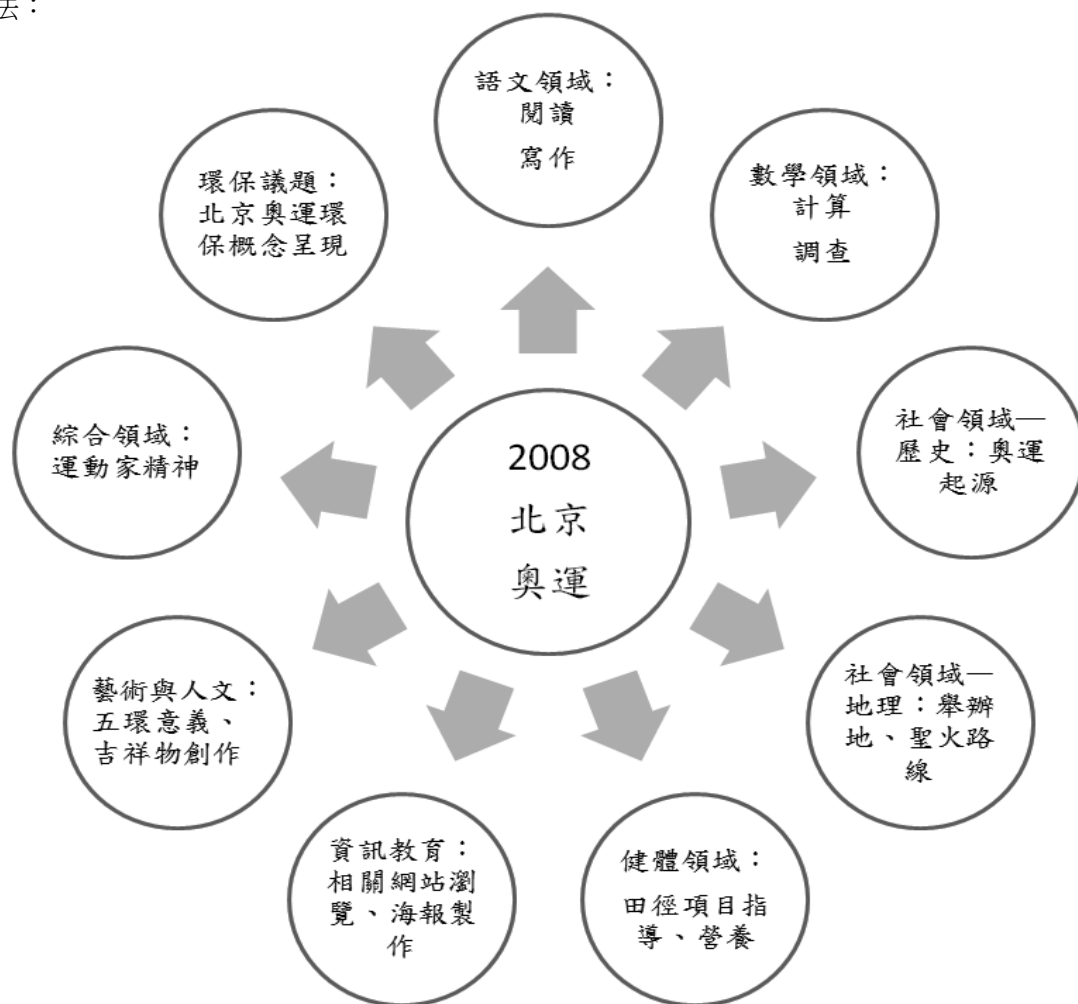 去：
語文領域：
閱讀
寫作
數學領域：
計算
調查
社會領域—
歷史：奧運
起源
社會領域—
地理：舉辦
地、聖火路
線
健體領域：
田徑項目指
導、營養
資訊教育：
相關網站瀏
覽、海報製
作
藝術與人文：
五環意義、
吉祥物創作
綜合領域：
運動家精神
環保議題：
北京奧運環
保概念呈現
2008
北京
奧運